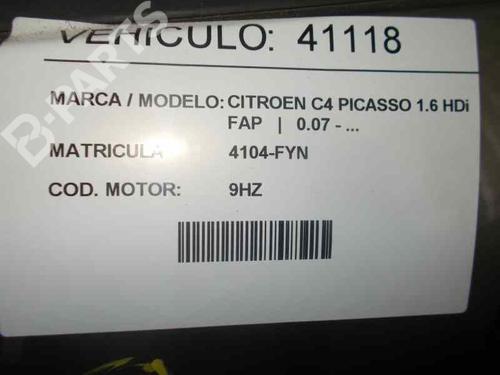 VEHICULO: 41118
MARCA / MODELO: CITROEN C4 PICASSO 1.6 HDi
FAP | 0.07 - ...
MATRICULA 4104-FYN
COD. MOTOR: 9HZ
B-PARTS